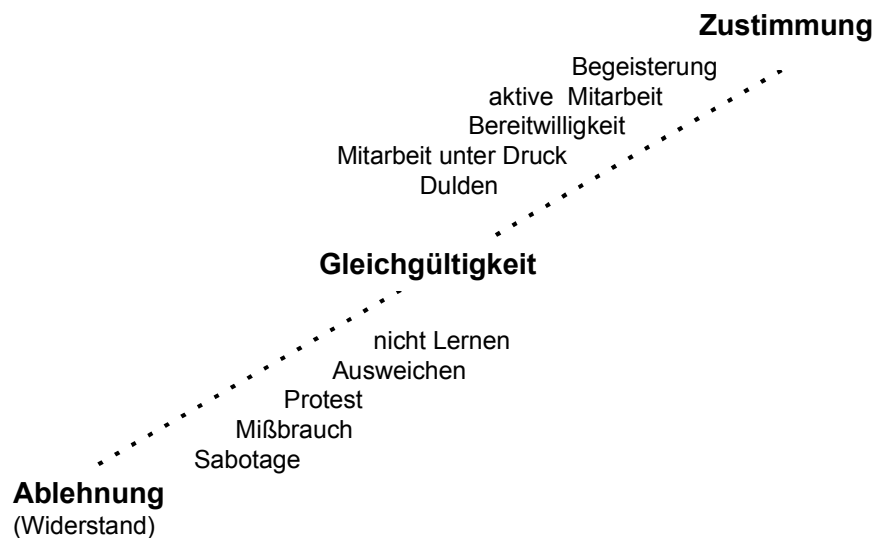 Zustimmung
Begeisterung
aktive Mitarbeit
Bereitwilligkeit
Mitarbeit unter Druck
Dulden
Gleichgültigkeit
nicht Lernen
Ausweichen
Protest
Mißbrauch
Sabotage
Ablehnung
(Widerstand)